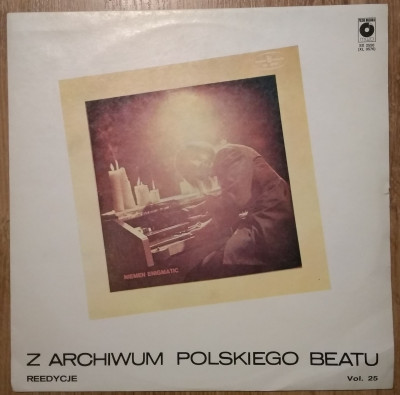 NIEMEN ENIGMATIC
Z ARCHIWUM POLSKIEGO BEATU
REEDYCJE Vol. 25